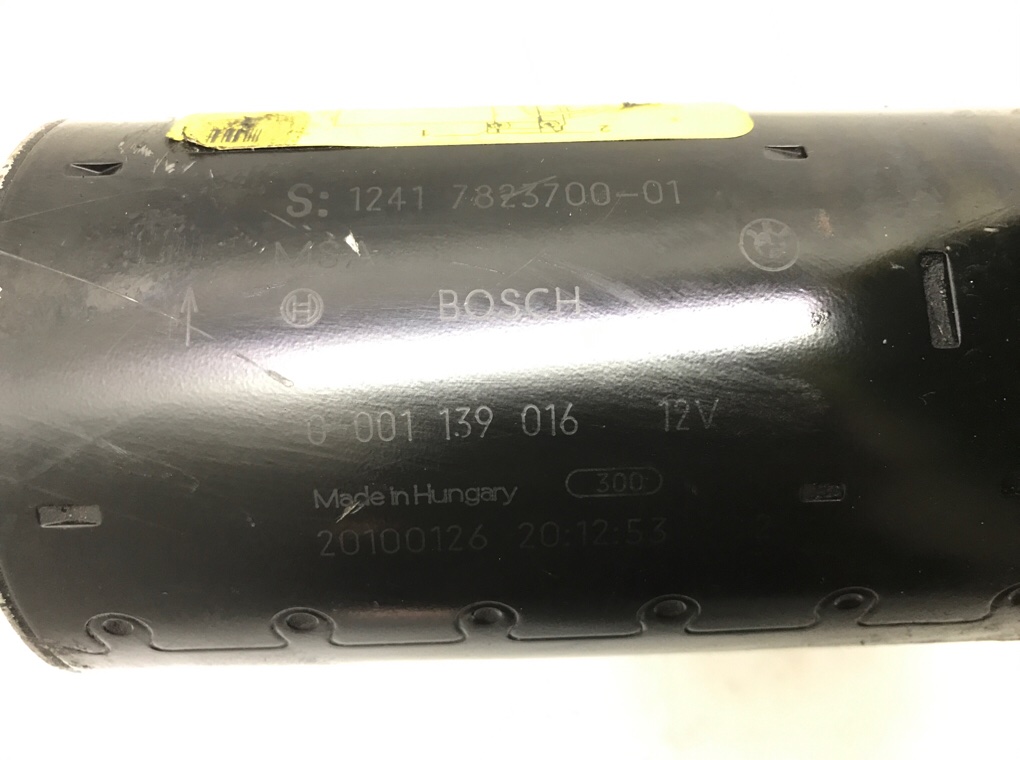 S: 1241 7823700-01
MSA
BOSCH
0 001 139 016 12V
Made in Hungary 300
20100126 20:12:53